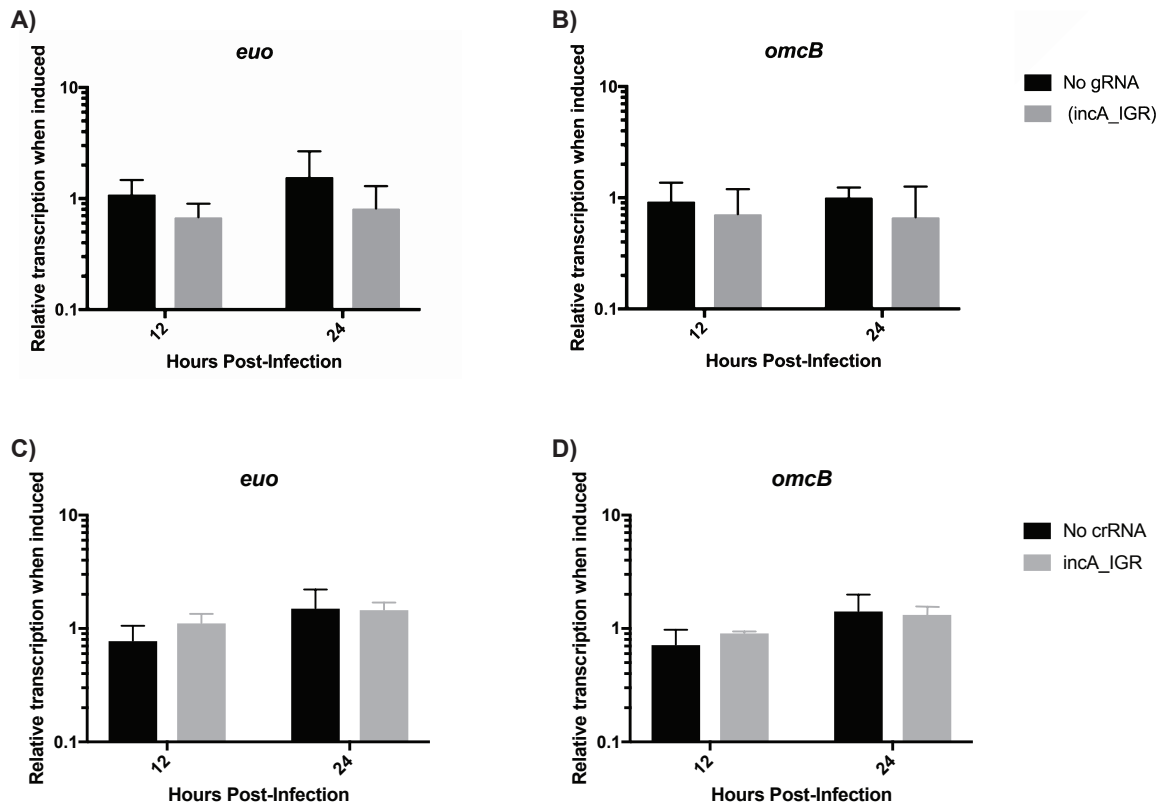 A)
euo
Relative transcription when induced
10
1
0.1
12
24
Hours Post-Infection
B)
omcB
Relative transcription when induced
10
1
0.1
12
24
Hours Post-Infection
No gRNA
(incA_IGR)
C)
euo
Relative transcription when induced
10
1
0.1
12
24
Hours Post-Infection
D)
omcB
Relative transcription when induced
10
1
0.1
12
24
Hours Post-Infection
No crRNA
incA_IGR